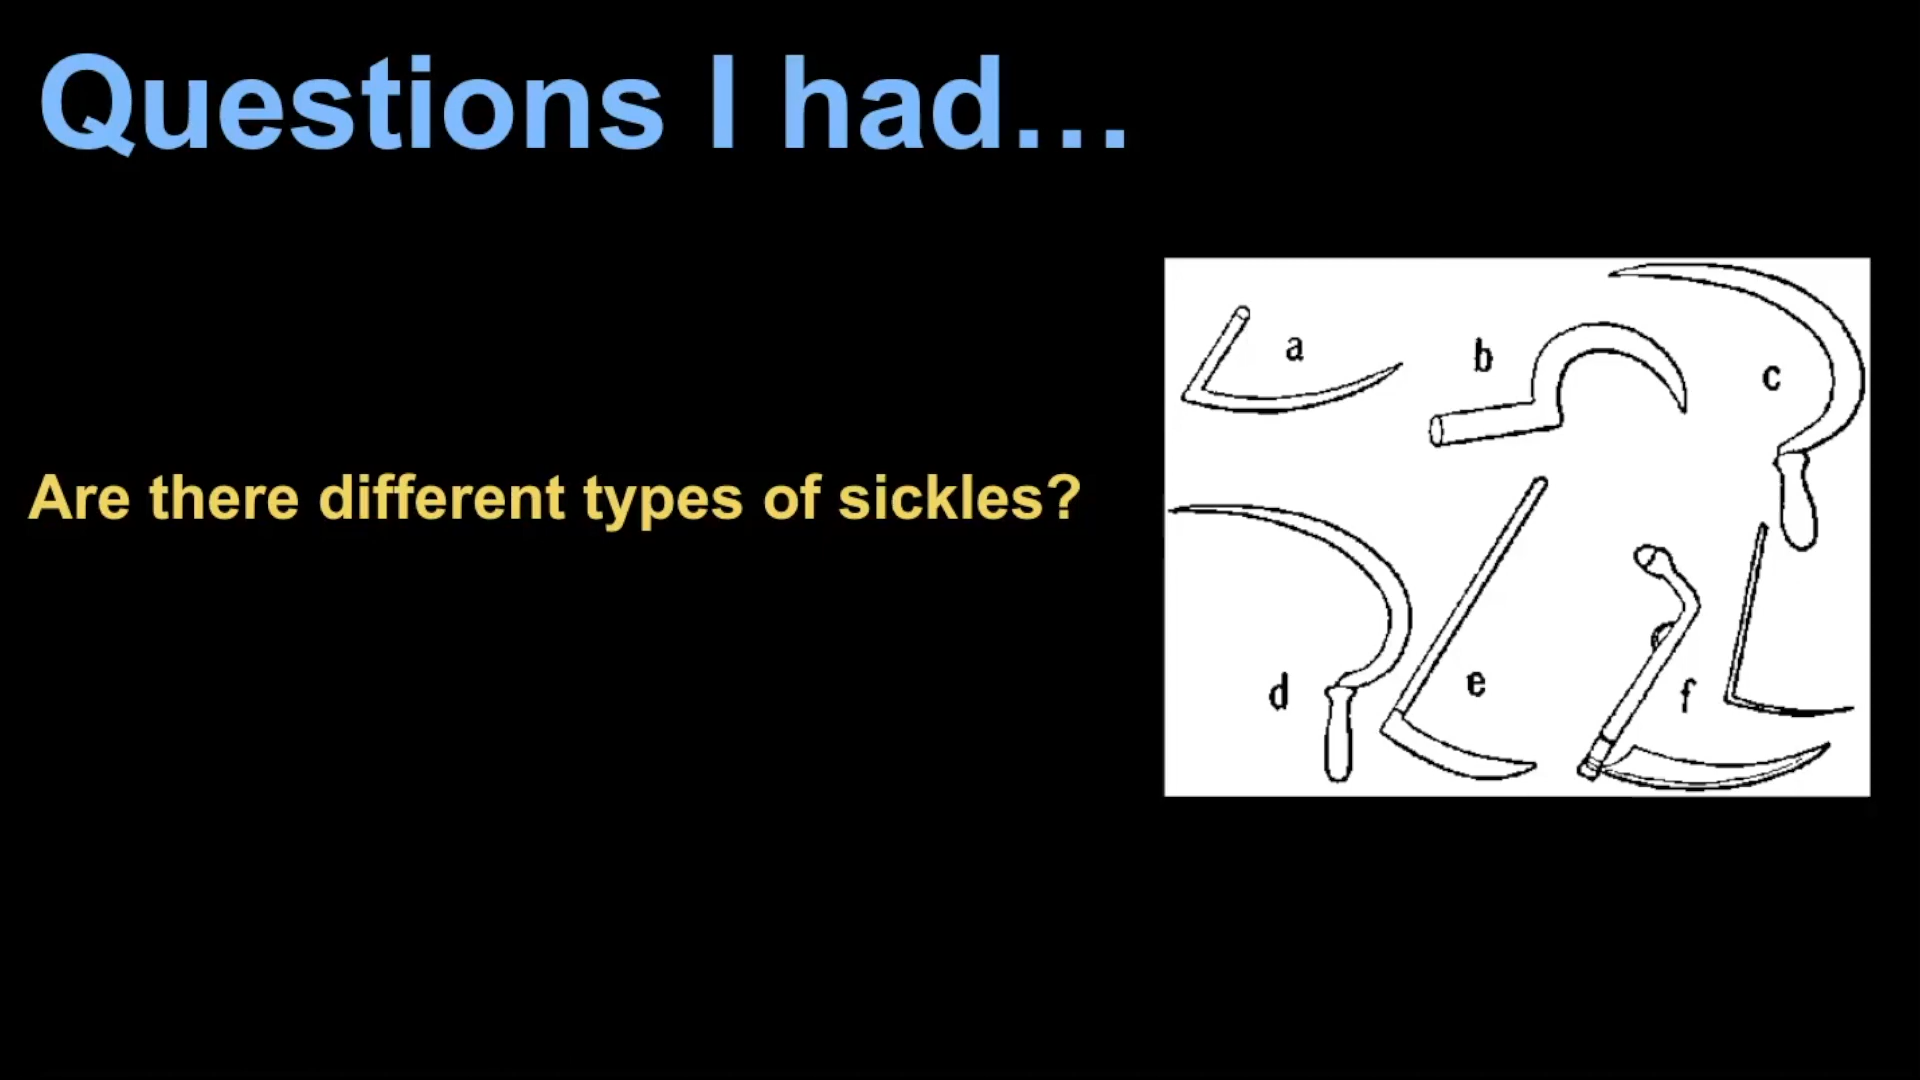 Questions I had…
Are there different types of sickles?
a
b
c
d
e
f